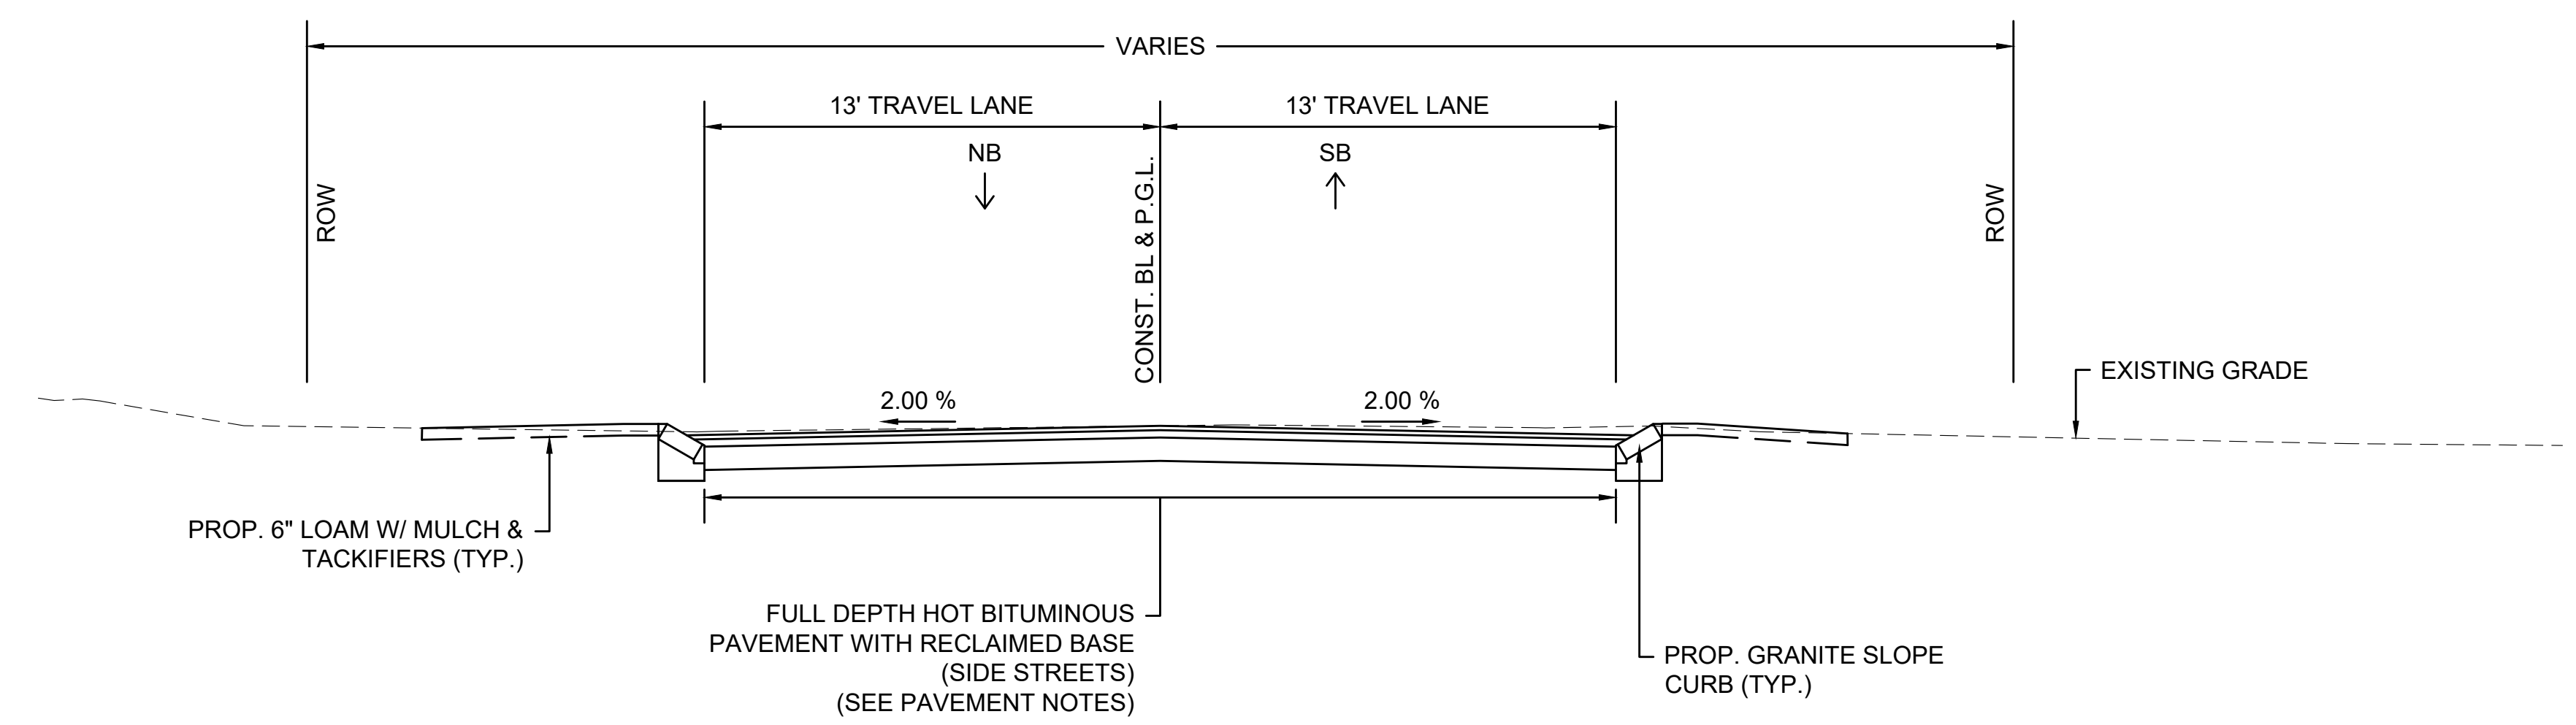 VARIES
13' TRAVEL LANE
13' TRAVEL LANE
NB
SB
ROW
CONST. BL & P.G.L.
ROW
EXISTING GRADE
2.00 %
2.00 %
PROP. 6" LOAM W/ MULCH &
TACKIFIERS (TYP.)
FULL DEPTH HOT BITUMINOUS
PAVEMENT WITH RECLAIMED BASE
(SIDE STREETS)
(SEE PAVEMENT NOTES)
PROP. GRANITE SLOPE
CURB (TYP.)